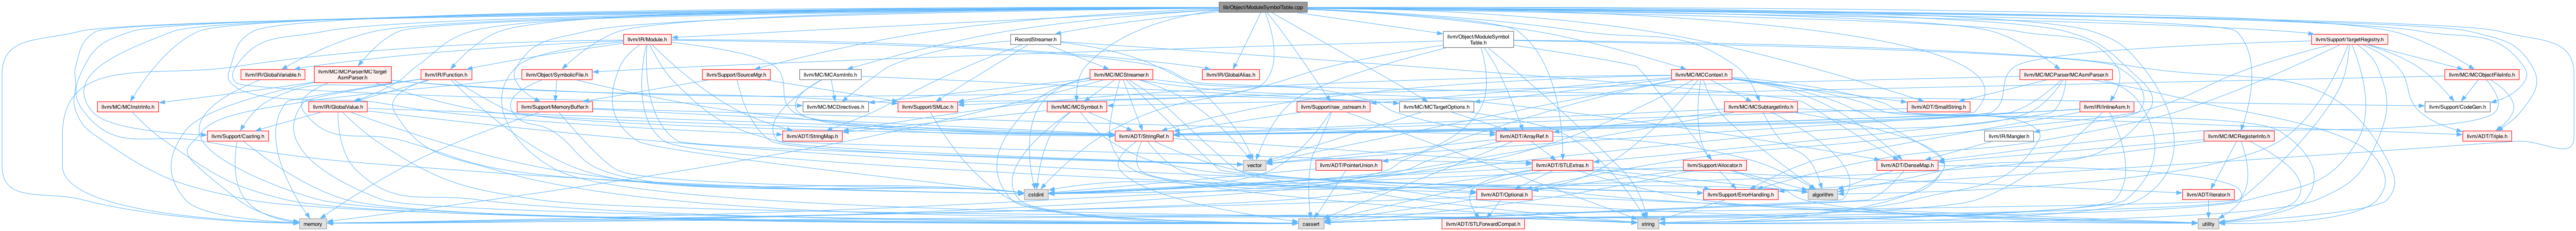 lib/Object/ModuleSymbolTable.cpp
llvm/IR/Module.h
RecordStreamer.h
llvm/Object/ModuleSymbol
Table.h
llvm/Support/TargetRegistry.h
llvm/IR/GlobalVariable.h
llvm/MC/MCParser/MCTarget
AsmParser.h
llvm/IR/Function.h
llvm/Object/SymbolicFile.h
llvm/Support/SourceMgr.h
llvm/MC/MCAsmInfo.h
llvm/MC/MCStreamer.h
llvm/IR/GlobalAlias.h
llvm/MC/MCContext.h
llvm/MC/MCParser/MCAsmParser.h
llvm/MC/MCObjectFileInfo.h
llvm/MC/MCInstrInfo.h
llvm/IR/GlobalValue.h
llvm/Support/MemoryBuffer.h
llvm/MC/MCDirectives.h
llvm/Support/SMLoc.h
llvm/MC/MCSymbol.h
llvm/Support/raw_ostream.h
llvm/MC/MCTargetOptions.h
llvm/MC/MCSubtargetInfo.h
llvm/ADT/SmallString.h
llvm/IR/InlineAsm.h
llvm/Support/CodeGen.h
llvm/Support/Casting.h
llvm/ADT/StringMap.h
llvm/ADT/StringRef.h
llvm/ADT/ArrayRef.h
llvm/IR/Mangler.h
llvm/MC/MCRegisterInfo.h
llvm/ADT/Triple.h
vector
llvm/ADT/PointerUnion.h
llvm/ADT/STLExtras.h
llvm/Support/Allocator.h
llvm/ADT/DenseMap.h
cstdint
llvm/ADT/Optional.h
llvm/Support/ErrorHandling.h
algorithm
llvm/ADT/iterator.h
memory
cassert
llvm/ADT/STLForwardCompat.h
string
utility